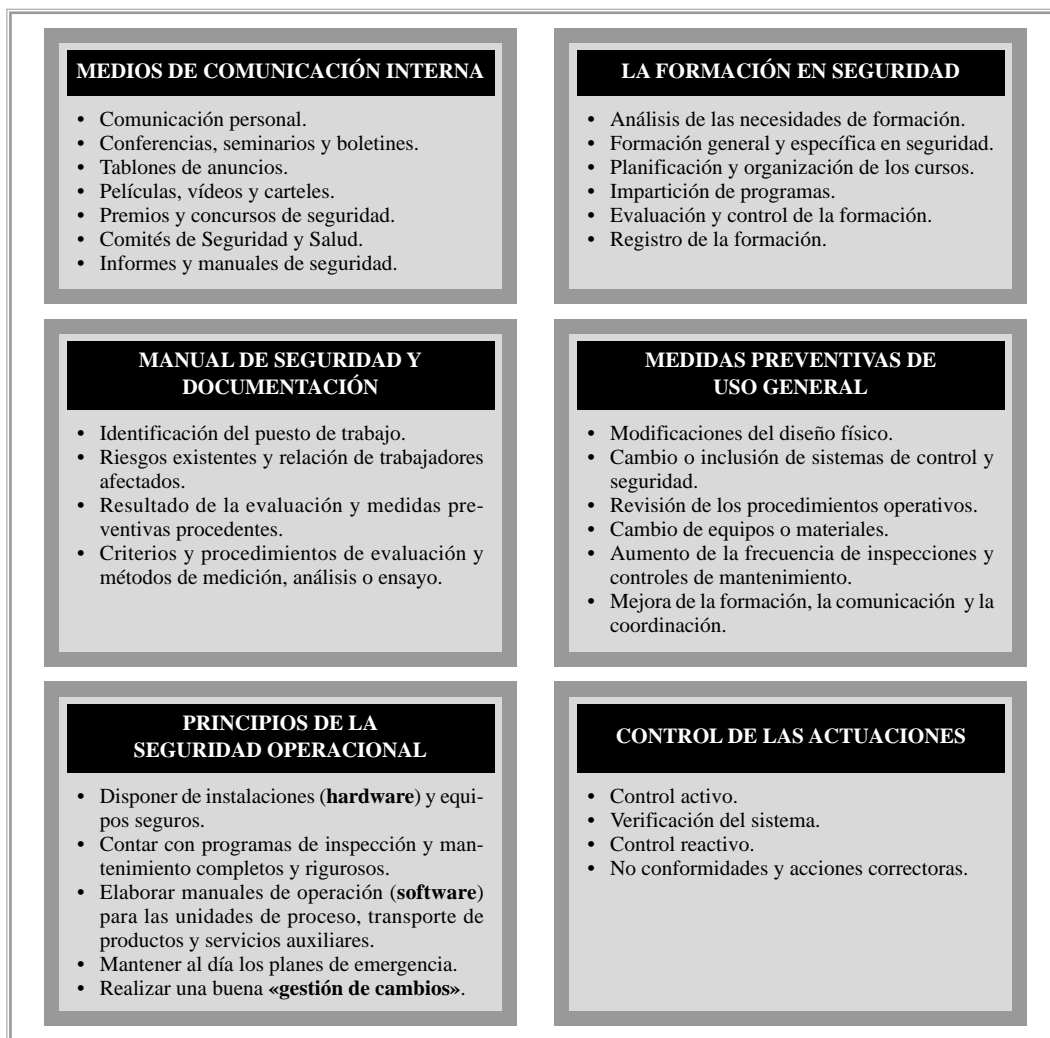 MEDIOS DE COMUNICACIÓN INTERNA
• Comunicación personal.
• Conferencias, seminarios y boletines.
• Tablones de anuncios.
• Películas, vídeos y carteles.
• Premios y concursos de seguridad.
• Comités de Seguridad y Salud.
• Informes y manuales de seguridad.
LA FORMACIÓN EN SEGURIDAD
• Análisis de las necesidades de formación.
• Formación general y específica en seguridad.
• Planificación y organización de los cursos.
• Impartición de programas.
• Evaluación y control de la formación.
• Registro de la formación.
MANUAL DE SEGURIDAD Y
DOCUMENTACIÓN
• Identificación del puesto de trabajo.
• Riesgos existentes y relación de trabajadores
afectados.
• Resultado de la evaluación y medidas pre-
ventivas procedentes.
• Criterios y procedimientos de evaluación y
métodos de medición, análisis o ensayo.
MEDIDAS PREVENTIVAS DE
USO GENERAL
• Modificaciones del diseño físico.
• Cambio o inclusión de sistemas de control y
seguridad.
• Revisión de los procedimientos operativos.
• Cambio de equipos o materiales.
• Aumento de la frecuencia de inspecciones y
controles de mantenimiento.
• Mejora de la formación, la comunicación y la
coordinación.
PRINCIPIOS DE LA
SEGURIDAD OPERACIONAL
• Disponer de instalaciones (hardware) y equi-
pos seguros.
• Contar con programas de inspección y man-
tenimiento completos y rigurosos.
• Elaborar manuales de operación (software)
para las unidades de proceso, transporte de
productos y servicios auxiliares.
• Mantener al día los planes de emergencia.
• Realizar una buena «gestión de cambios».
CONTROL DE LAS ACTUACIONES
• Control activo.
• Verificación del sistema.
• Control reactivo.
• No conformidades y acciones correctoras.